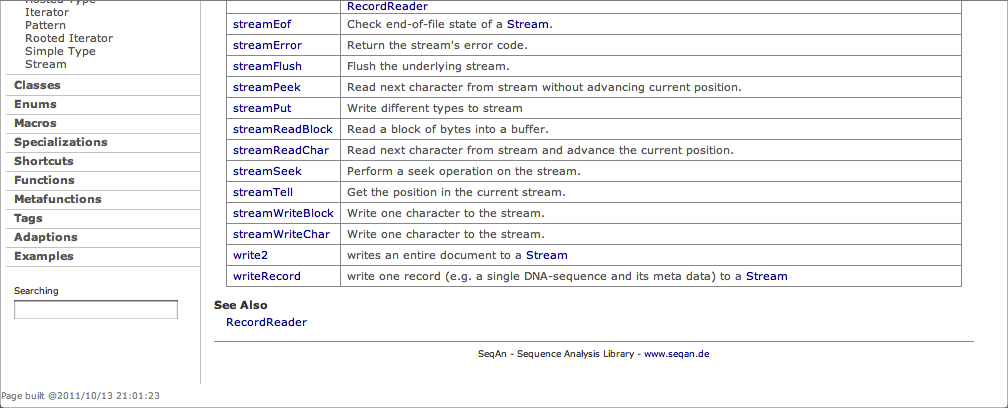 Hosted Type
Iterator
Pattern
Rooted Iterator
Simple Type
Stream
Classes
Enums
Macros
Specializations
Shortcuts
Functions
Metafunctions
Tags
Adaptions
Examples
Searching
RecordReader
streamEof Check end-of-file state of a Stream.
streamError Return the stream's error code.
streamFlush Flush the underlying stream.
streamPeek Read next character from stream without advancing current position.
streamPut Write different types to stream
streamReadBlock Read a block of bytes into a buffer.
streamReadChar Read next character from stream and advance the current position.
streamSeek Perform a seek operation on the stream.
streamTell Get the position in the current stream.
streamWriteBlock Write one character to the stream.
streamWriteChar Write one character to the stream.
write2 writes an entire document to a Stream
writeRecord write one record (e.g. a single DNA-sequence and its meta data) to a Stream
See Also
RecordReader
SeqAn - Sequence Analysis Library - www.seqan.de
Page built @2011/10/13 21:01:23